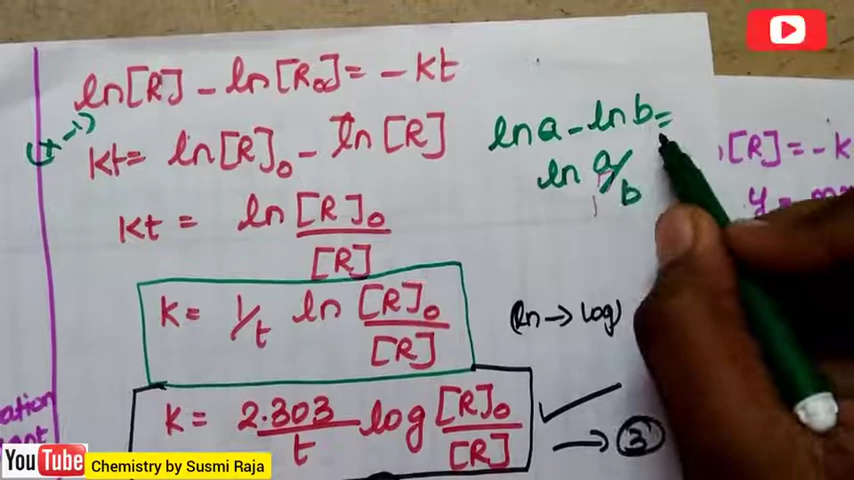 ln[R] - ln[R₀] = - kt
(x -1)
kt = ln[R]₀ - ln[R]
kt = ln [R]₀ / [R]
ln a - ln b =
ln a/b
[R] = - k
y =
k = 1/t ln [R]₀ / [R]
(ln → log)
k = 2.303 / t log [R]₀ / [R]
→ 3
ation
YouTube
Chemistry by Susmi Raja